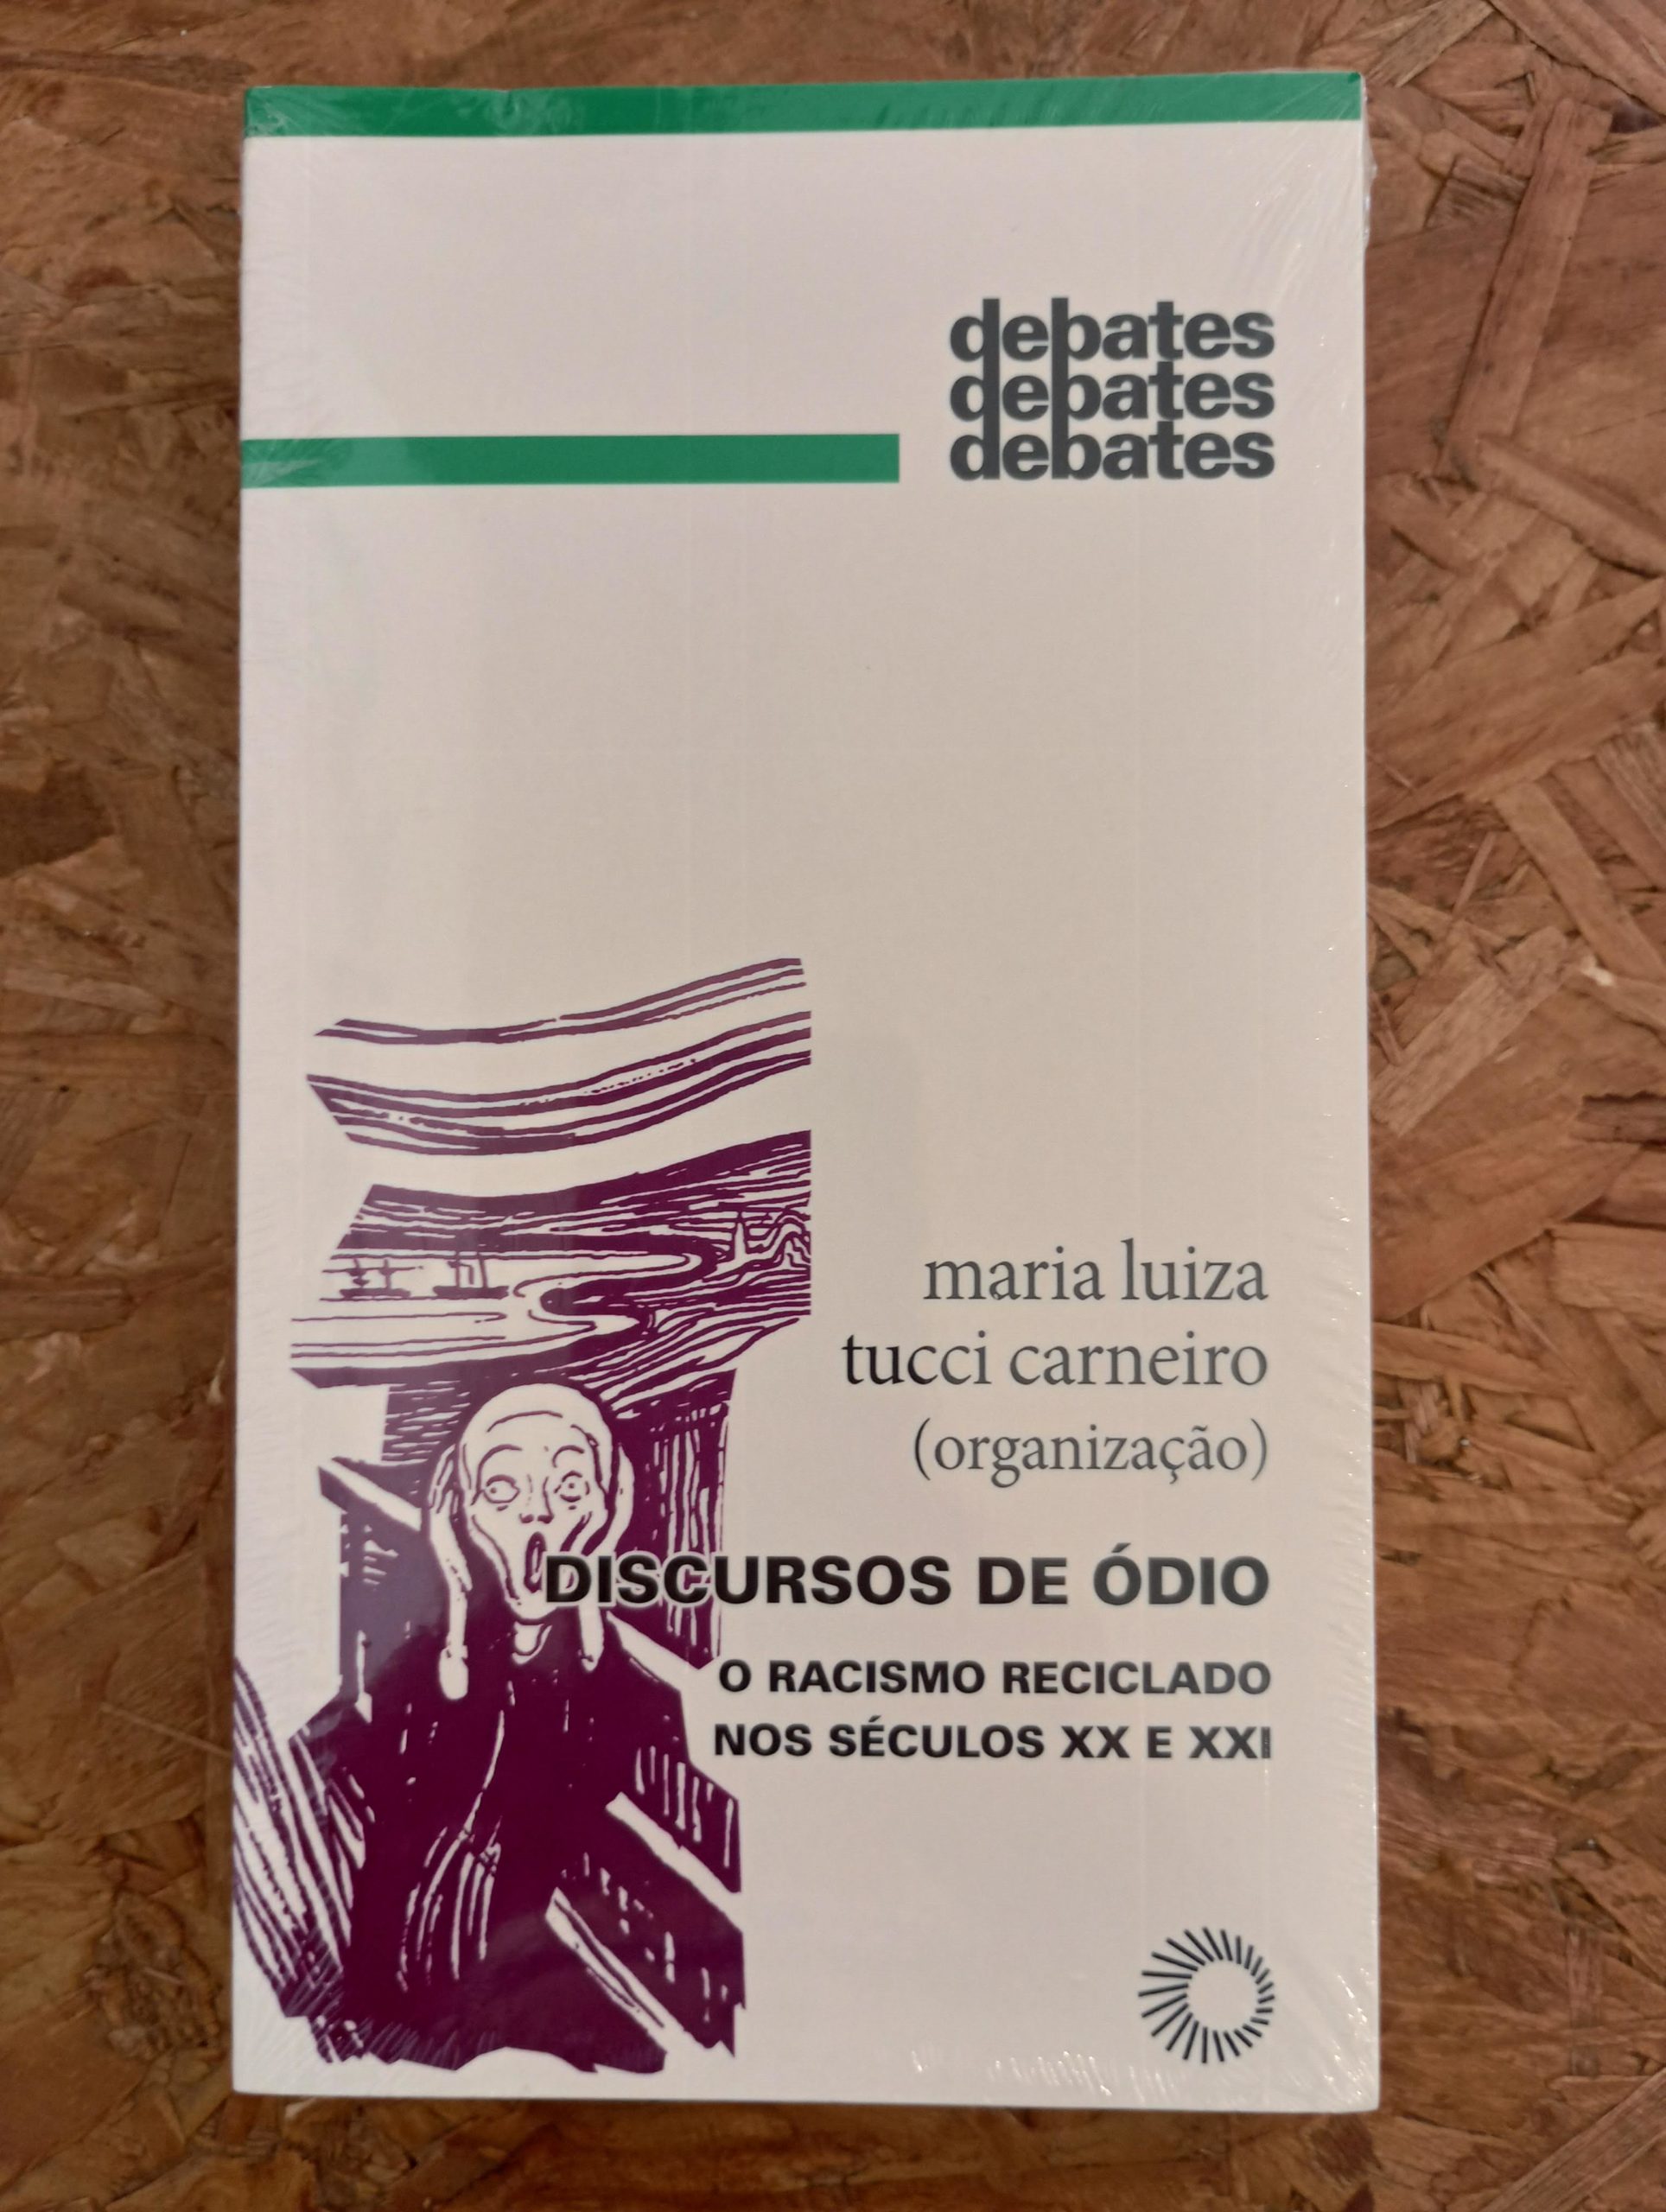 debates
debates
debates
maria luiza
tucci carneiro
(organização)
DISCURSOS DE ÓDIO
O RACISMO RECICLADO
NOS SÉCULOS XX E XXI